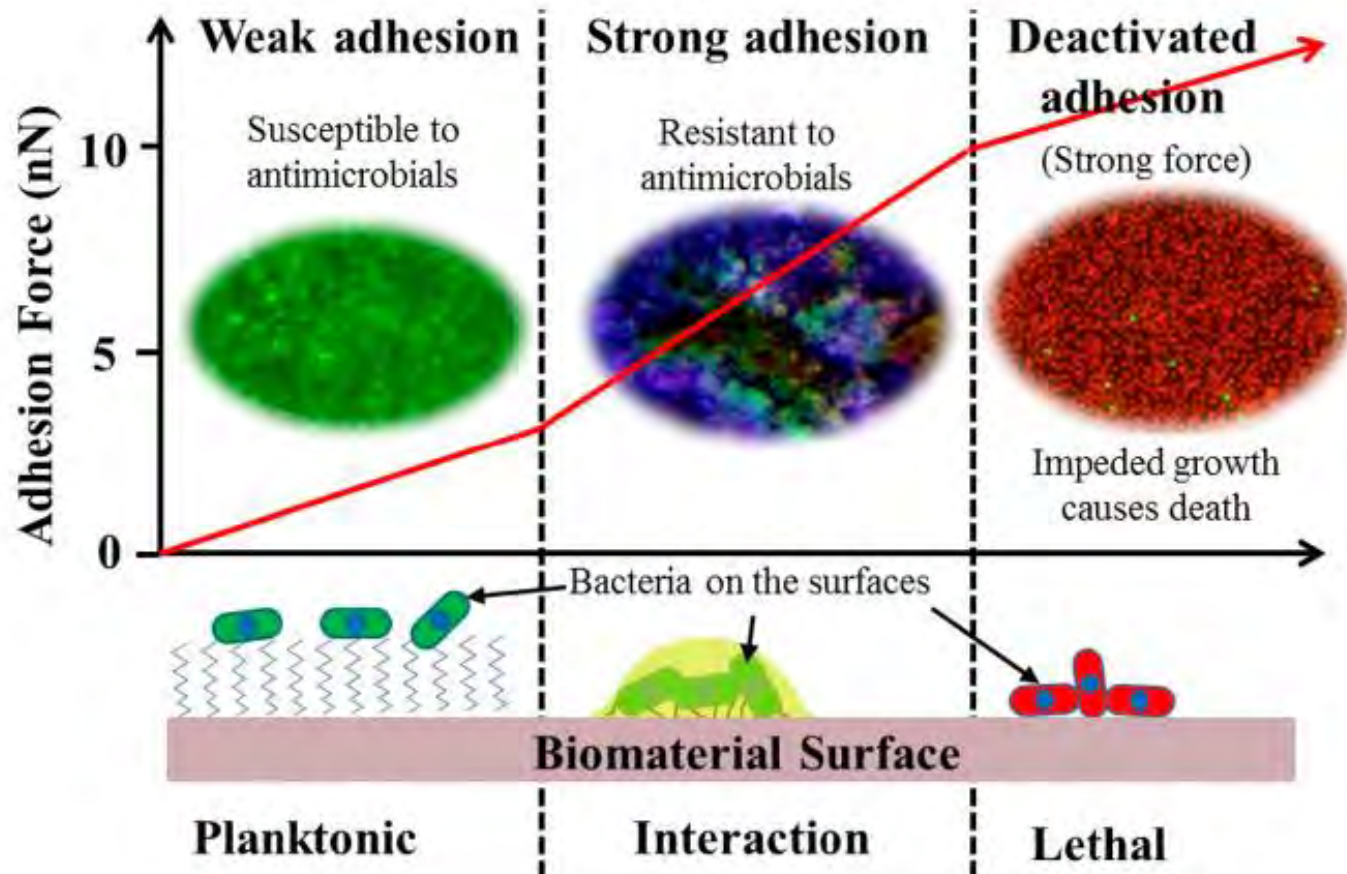 Weak adhesion
Strong adhesion
Deactivated
adhesion
Susceptible to
antimicrobials
Resistant to
antimicrobials
(Strong force)
Adhesion Force (nN)
10
5
0
Impeded growth
causes death
Bacteria on the surfaces
Biomaterial Surface
Planktonic
Interaction
Lethal